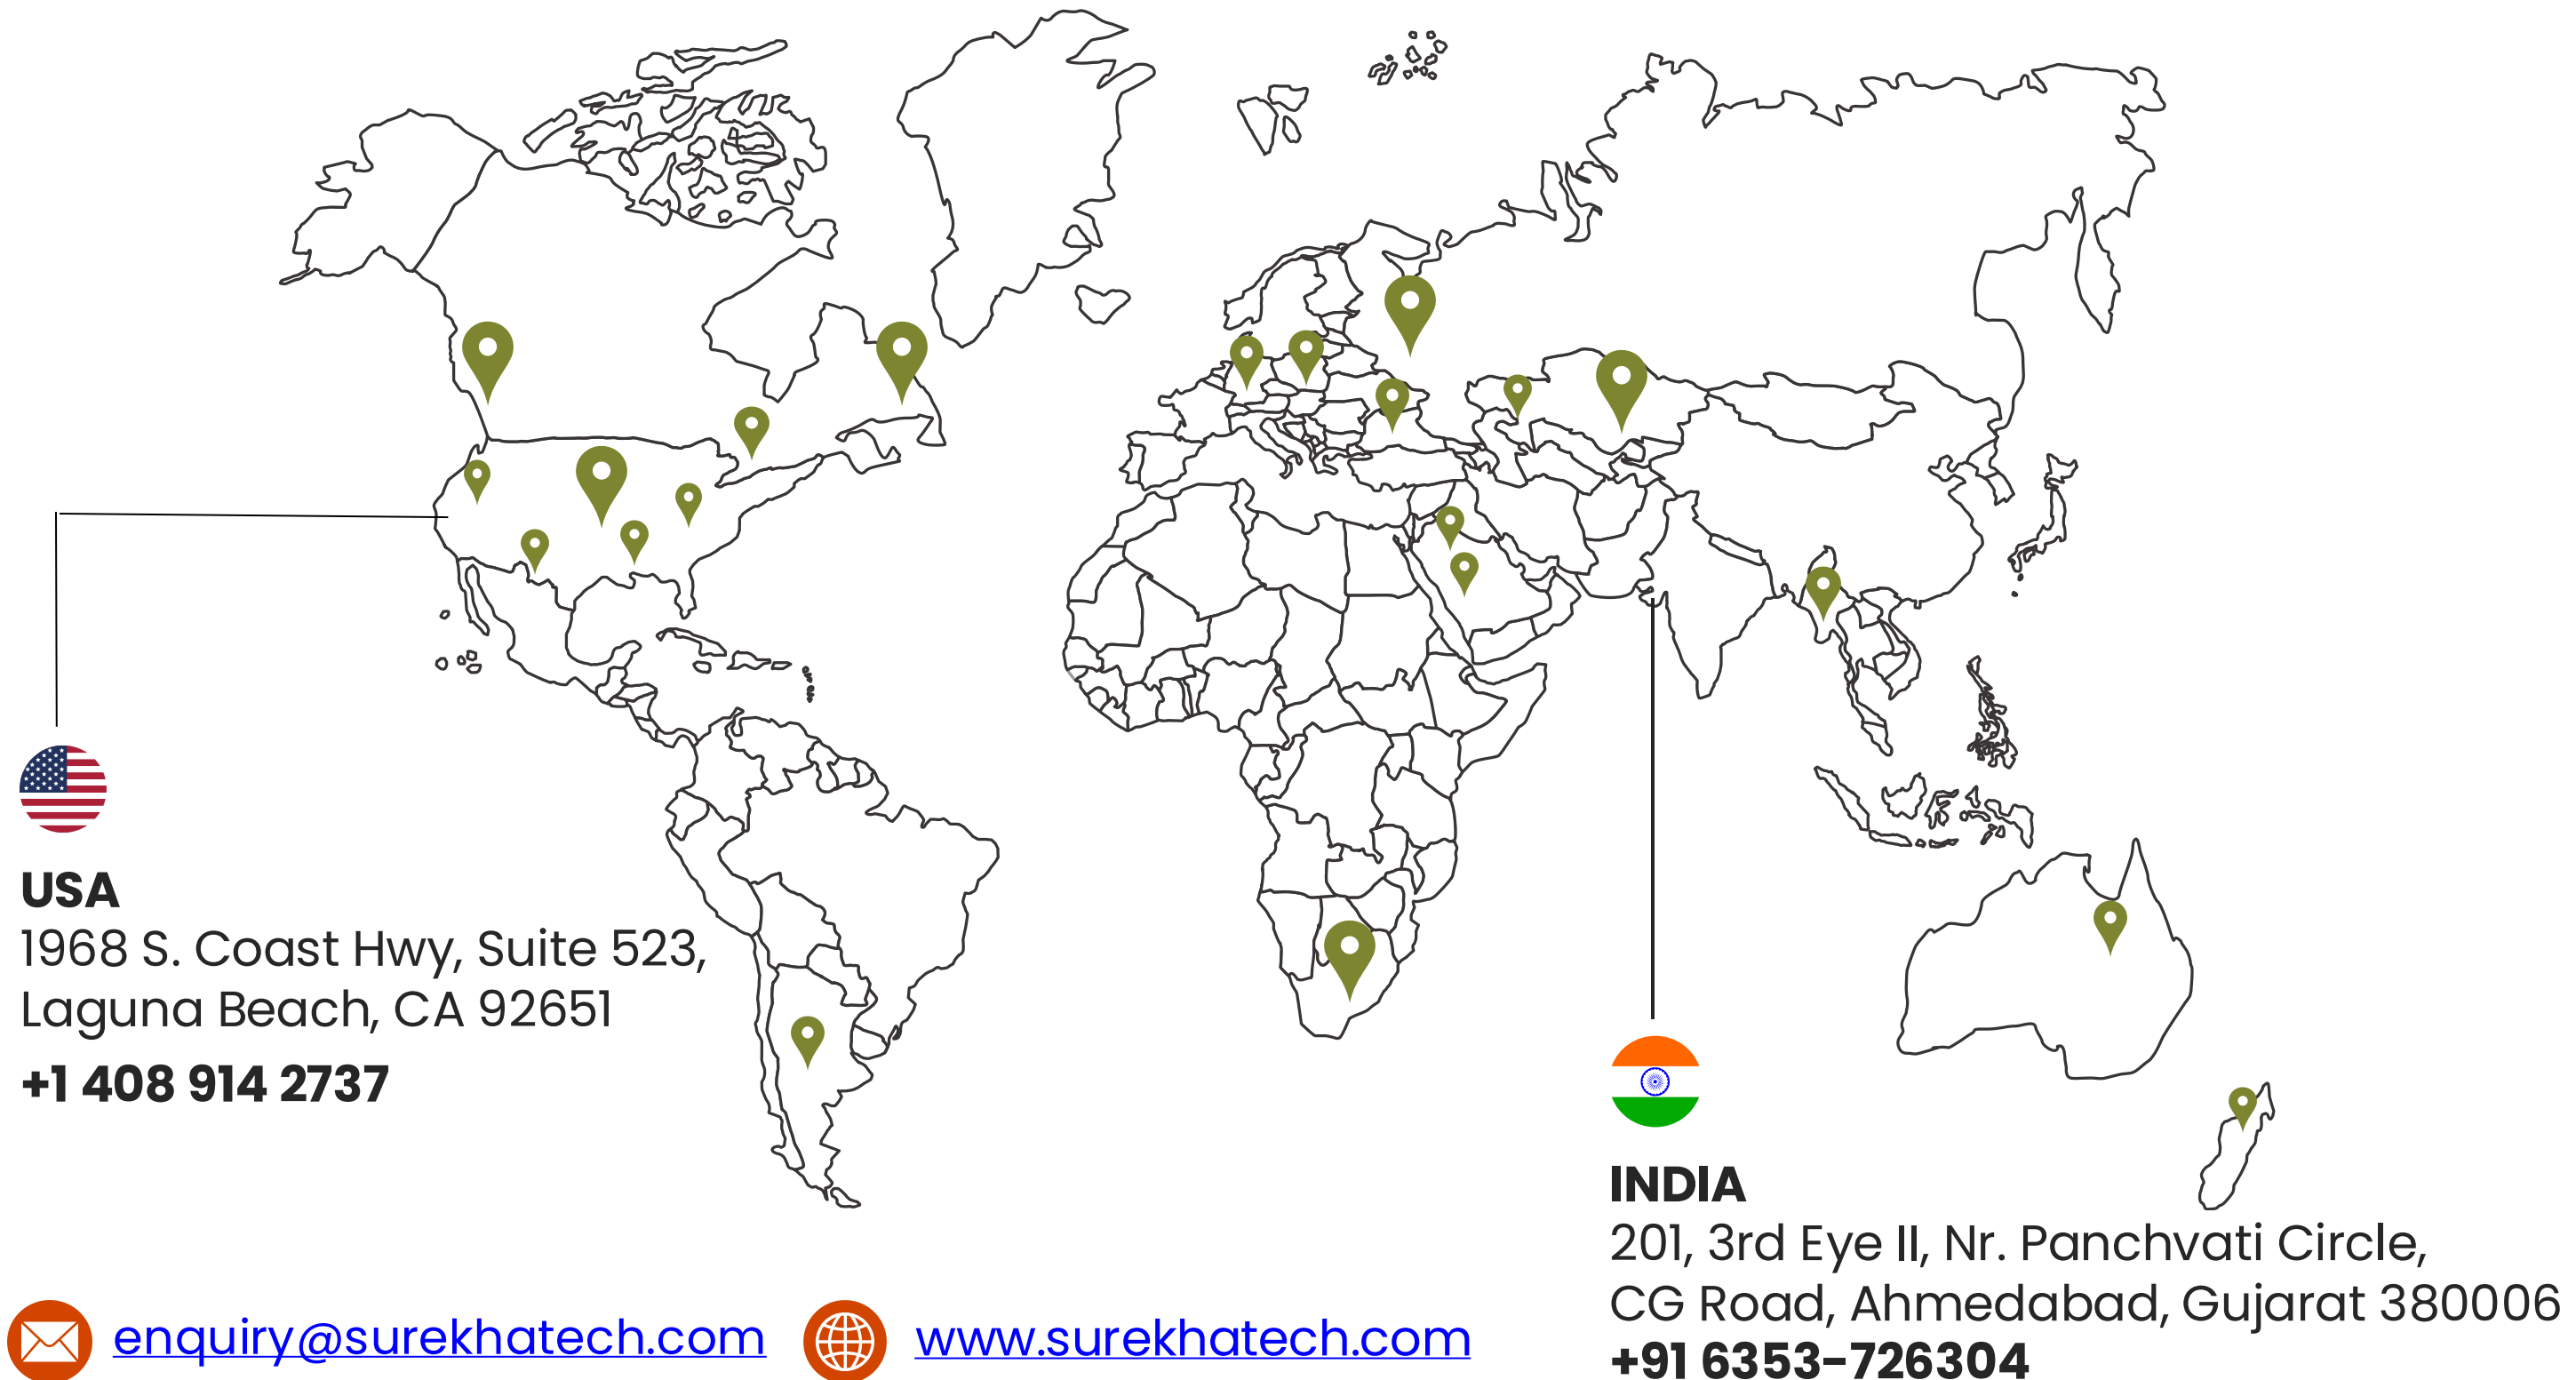 USA
1968 S. Coast Hwy, Suite 523,
Laguna Beach, CA 92651
+1 408 914 2737
INDIA
201, 3rd Eye II, Nr. Panchvati Circle,
CG Road, Ahmedabad, Gujarat 380006
+91 6353-726304
enquiry@surekhatech.com
www.surekhatech.com